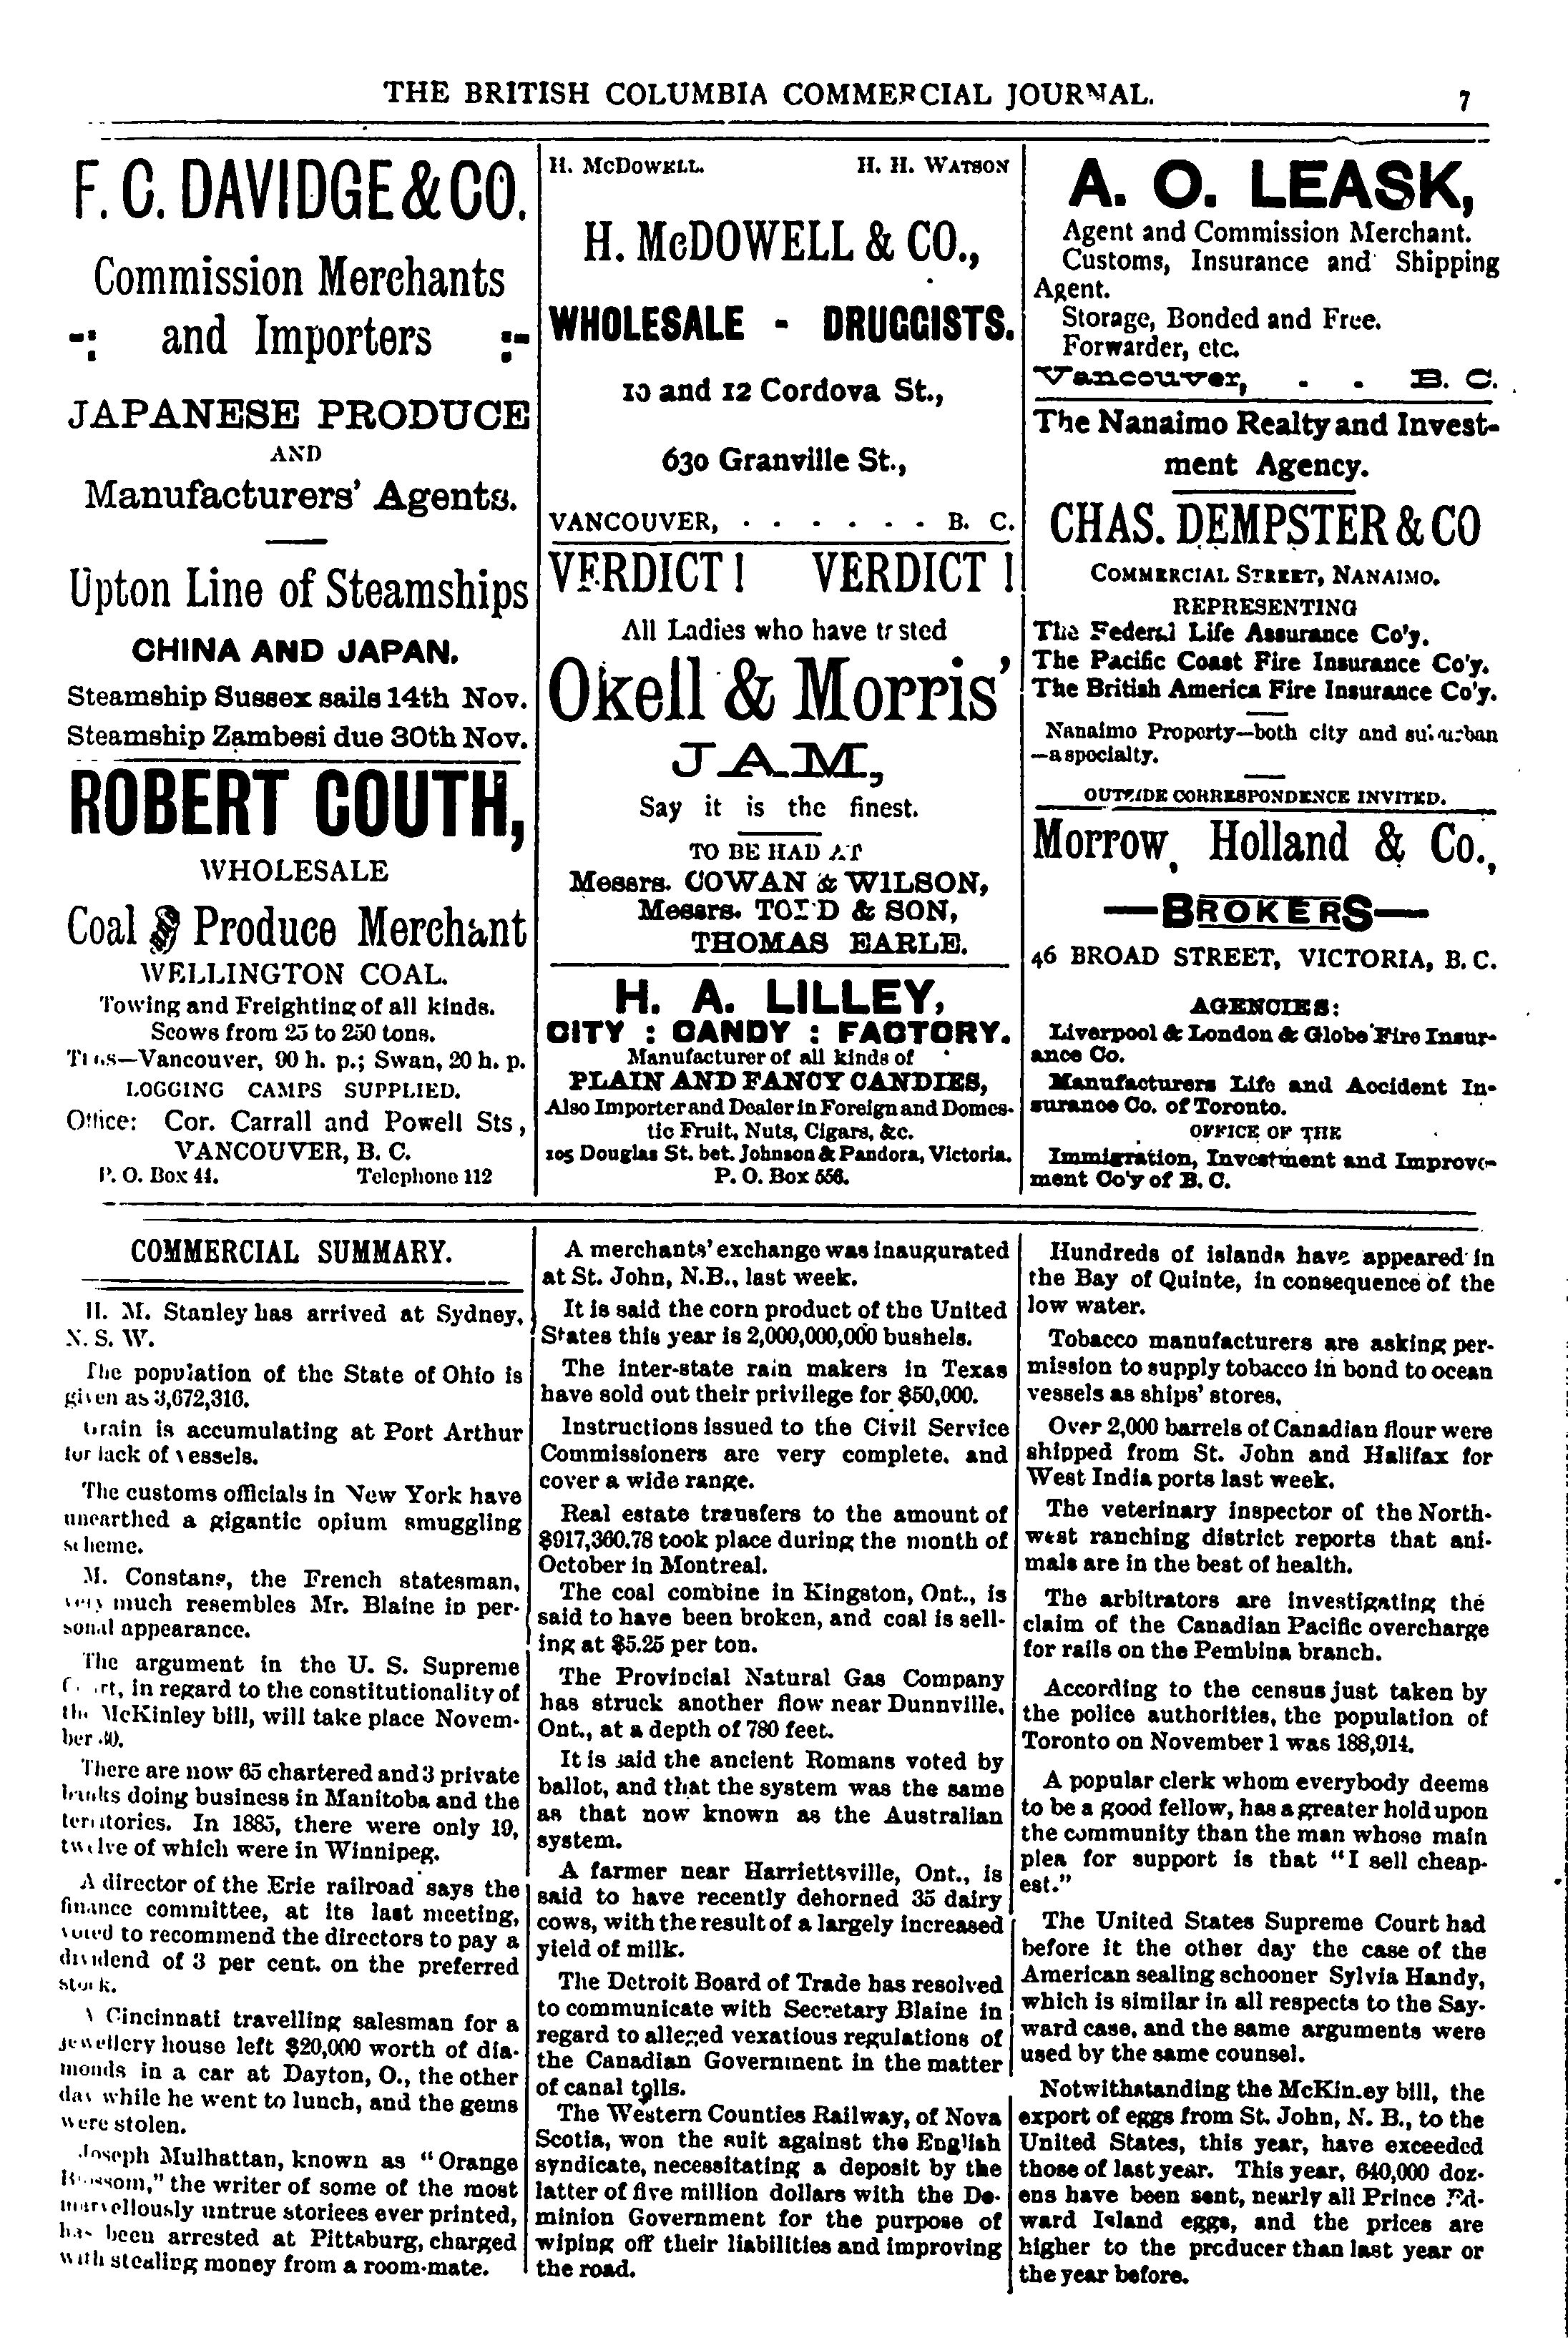 THE BRITISH COLUMBIA COMMERCIAL JOURNAL.
7
F. C. DAVIDGE & CO.
Commission Merchants
-: and Importers :-
JAPANESE PRODUCE
AND
Manufacturers' Agents.
Upton Line of Steamships
CHINA AND JAPAN.
Steamship Sussex sails 14th Nov.
Steamship Zambesi due 30th Nov.
ROBERT COUTH,
WHOLESALE
Coal & Produce Merchant
WELLINGTON COAL.
Towing and Freighting of all kinds.
Scows from 25 to 250 tons.
Tugs—Vancouver, 90 h. p.; Swan, 20 h. p.
LOGGING CAMPS SUPPLIED.
Office: Cor. Carrall and Powell Sts,
VANCOUVER, B. C.
P. O. Box 44. Telephone 112
H. McDowell. H. H. Watson
H. McDOWELL & CO.,
WHOLESALE - DRUGGISTS.
10 and 12 Cordova St.,
630 Granville St.,
VANCOUVER, . . . . . . B. C.
VERDICT! VERDICT!
All Ladies who have tested
Okell & Morris'
JAM,
Say it is the finest.
TO BE HAD AT
Messrs. COWAN & WILSON,
Messrs. TODD & SON,
THOMAS EARLE.
H. A. LILLEY,
CITY : CANDY : FACTORY.
Manufacturer of all kinds of
PLAIN AND FANCY CANDIES,
Also Importer and Dealer in Foreign and Domes-
tic Fruit, Nuts, Cigars, &c.
105 Douglas St. bet. Johnson & Pandora, Victoria.
P. O. Box 556.
A. O. LEASK,
Agent and Commission Merchant.
Customs, Insurance and Shipping
Agent.
Storage, Bonded and Free.
Forwarder, etc.
Vancouver, . . B. C.
The Nanaimo Realty and Invest-
ment Agency.
CHAS. DEMPSTER & CO
Commercial Street, Nanaimo.
REPRESENTING
The Federal Life Assurance Co'y.
The Pacific Coast Fire Insurance Co'y.
The British America Fire Insurance Co'y.
Nanaimo Property—both city and suburban
—a specialty.
OUTSIDE CORRESPONDENCE INVITED.
Morrow, Holland & Co.,
—BROKERS—
46 BROAD STREET, VICTORIA, B. C.
AGENCIES:
Liverpool & London & Globe Fire Insur-
ance Co.
Manufacturers Life and Accident In-
surance Co. of Toronto.
OFFICE OF THE
Immigration, Investment and Improve-
ment Co'y of B. C.
COMMERCIAL SUMMARY.
H. M. Stanley has arrived at Sydney,
N. S. W.
The population of the State of Ohio is
given as 3,672,316.
Grain is accumulating at Port Arthur
for lack of vessels.
The customs officials in New York have
unearthed a gigantic opium smuggling
scheme.
M. Constans, the French statesman,
very much resembles Mr. Blaine in per-
sonal appearance.
The argument in the U. S. Supreme
Court, in regard to the constitutionality of
the McKinley bill, will take place Novem-
ber 30.
There are now 65 chartered and 3 private
banks doing business in Manitoba and the
territories. In 1885, there were only 19,
twelve of which were in Winnipeg.
A director of the Erie railroad says the
finance committee, at its last meeting,
voted to recommend the directors to pay a
dividend of 3 per cent. on the preferred
stock.
A Cincinnati travelling salesman for a
jewellery house left $20,000 worth of dia-
monds in a car at Dayton, O., the other
day while he went to lunch, and the gems
were stolen.
Joseph Mulhattan, known as "Orange
Blossom," the writer of some of the most
marvellously untrue storiees ever printed,
has been arrested at Pittsburg, charged
with stealing money from a room-mate.
A merchants' exchange was inaugurated
at St. John, N.B., last week.
It is said the corn product of the United
States this year is 2,000,000,000 bushels.
The inter-state rain makers in Texas
have sold out their privilege for $50,000.
Instructions issued to the Civil Service
Commissioners are very complete, and
cover a wide range.
Real estate transfers to the amount of
$917,360.78 took place during the month of
October in Montreal.
The coal combine in Kingston, Ont., is
said to have been broken, and coal is sell-
ing at $5.25 per ton.
The Provincial Natural Gas Company
has struck another flow near Dunnville,
Ont., at a depth of 780 feet.
It is said the ancient Romans voted by
ballot, and that the system was the same
as that now known as the Australian
system.
A farmer near Harriettsville, Ont., is
said to have recently dehorned 35 dairy
cows, with the result of a largely increased
yield of milk.
The Detroit Board of Trade has resolved
to communicate with Secretary Blaine in
regard to alleged vexatious regulations of
the Canadian Government in the matter
of canal tolls.
The Western Counties Railway, of Nova
Scotia, won the suit against the English
syndicate, necessitating a deposit by the
latter of five million dollars with the Do-
minion Government for the purpose of
wiping off their liabilities and improving
the road.
Hundreds of islands have appeared in
the Bay of Quinte, in consequence of the
low water.
Tobacco manufacturers are asking per-
mission to supply tobacco in bond to ocean
vessels as ships' stores.
Over 2,000 barrels of Canadian flour were
shipped from St. John and Halifax for
West India ports last week.
The veterinary inspector of the North-
west ranching district reports that ani-
mals are in the best of health.
The arbitrators are investigating the
claim of the Canadian Pacific overcharge
for rails on the Pembina branch.
According to the census just taken by
the police authorities, the population of
Toronto on November 1 was 188,914.
A popular clerk whom everybody deems
to be a good fellow, has a greater hold upon
the community than the man whose main
plea for support is that "I sell cheap-
est."
The United States Supreme Court had
before it the other day the case of the
American sealing schooner Sylvia Handy,
which is similar in all respects to the Say-
ward case, and the same arguments were
used by the same counsel.
Notwithstanding the McKinley bill, the
export of eggs from St. John, N. B., to the
United States, this year, have exceeded
those of last year. This year, 640,000 doz-
ens have been sent, nearly all Prince Ed-
ward Island eggs, and the prices are
higher to the producer than last year or
the year before.